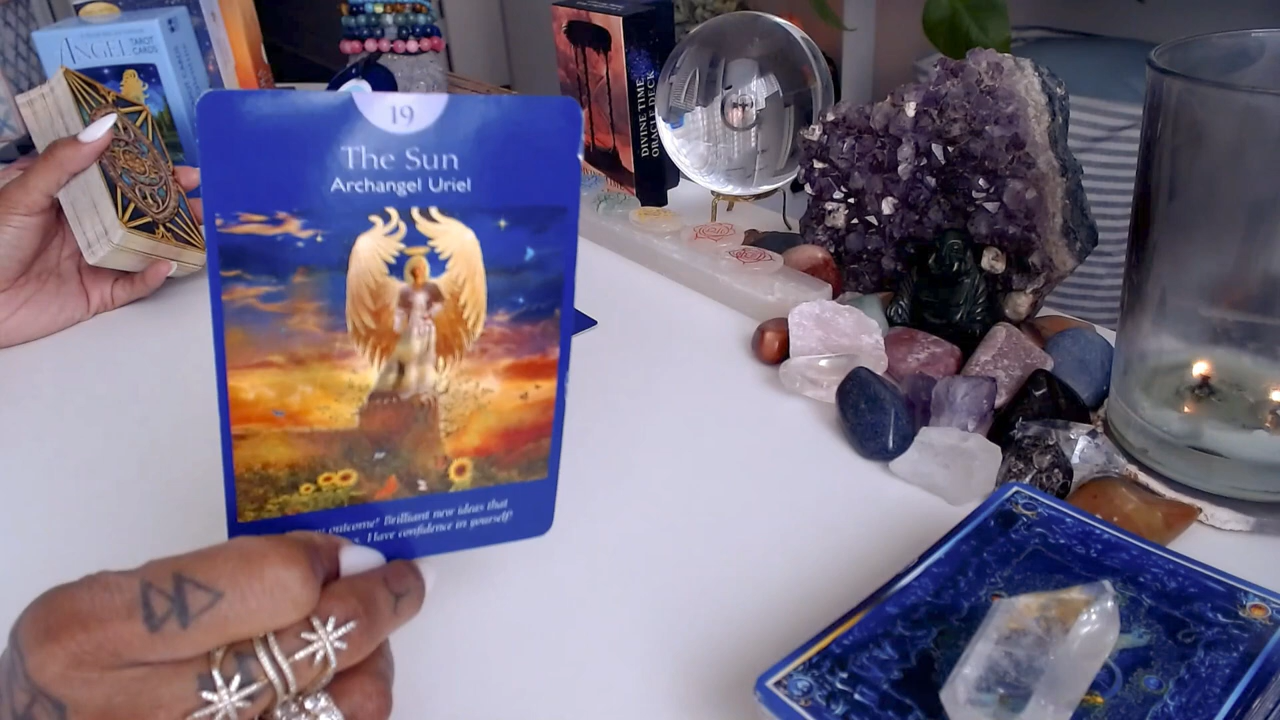 ANGEL
TAROT
CARDS
DIVINE TIME
ORACLE DECK
19
The Sun
Archangel Uriel
outcome! Brilliant new ideas that
Have confidence in yourself!